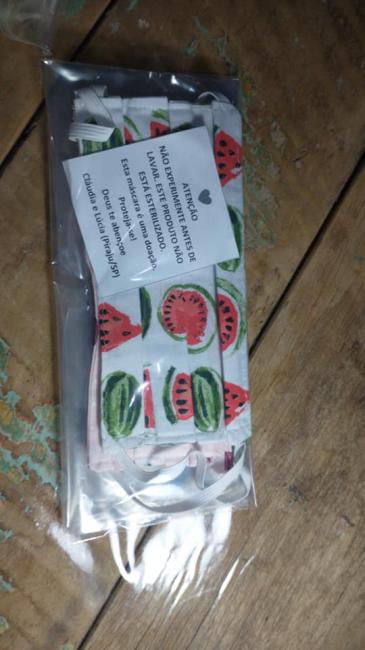 ATENÇÃO
NÃO EXPERIMENTE ANTES DE
LAVAR. ESTE PRODUTO NÃO
ESTÁ ESTERILIZADO.
Esta máscara é uma doação.
Proteja-se!
Deus te abençoe
Cláudia e Lúcia (Piraju/SP)